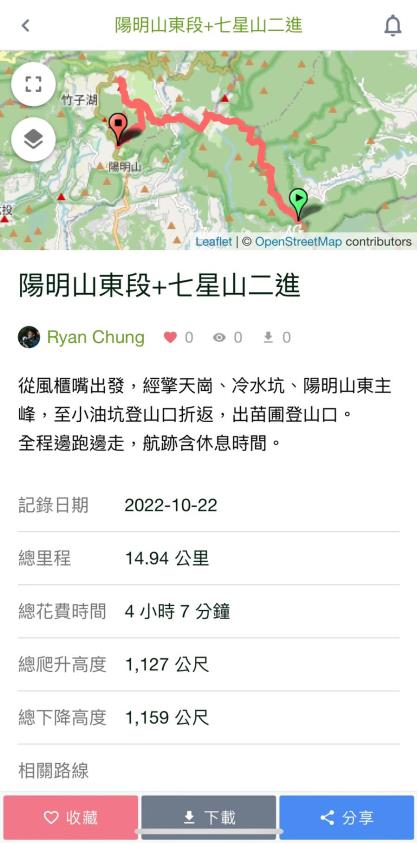 陽明山東段+七星山二進
竹子湖
陽明山
投
Leaflet | © OpenStreetMap contributors
陽明山東段+七星山二進
Ryan Chung 0 0 0
從風櫃嘴出發，經擎天崗、冷水坑、陽明山東主
峰，至小油坑登山口折返，出苗圃登山口。
全程邊跑邊走，航跡含休息時間。
記錄日期 2022-10-22
總里程 14.94 公里
總花費時間 4 小時 7 分鐘
總爬升高度 1,127 公尺
總下降高度 1,159 公尺
相關路線
收藏 下載 分享